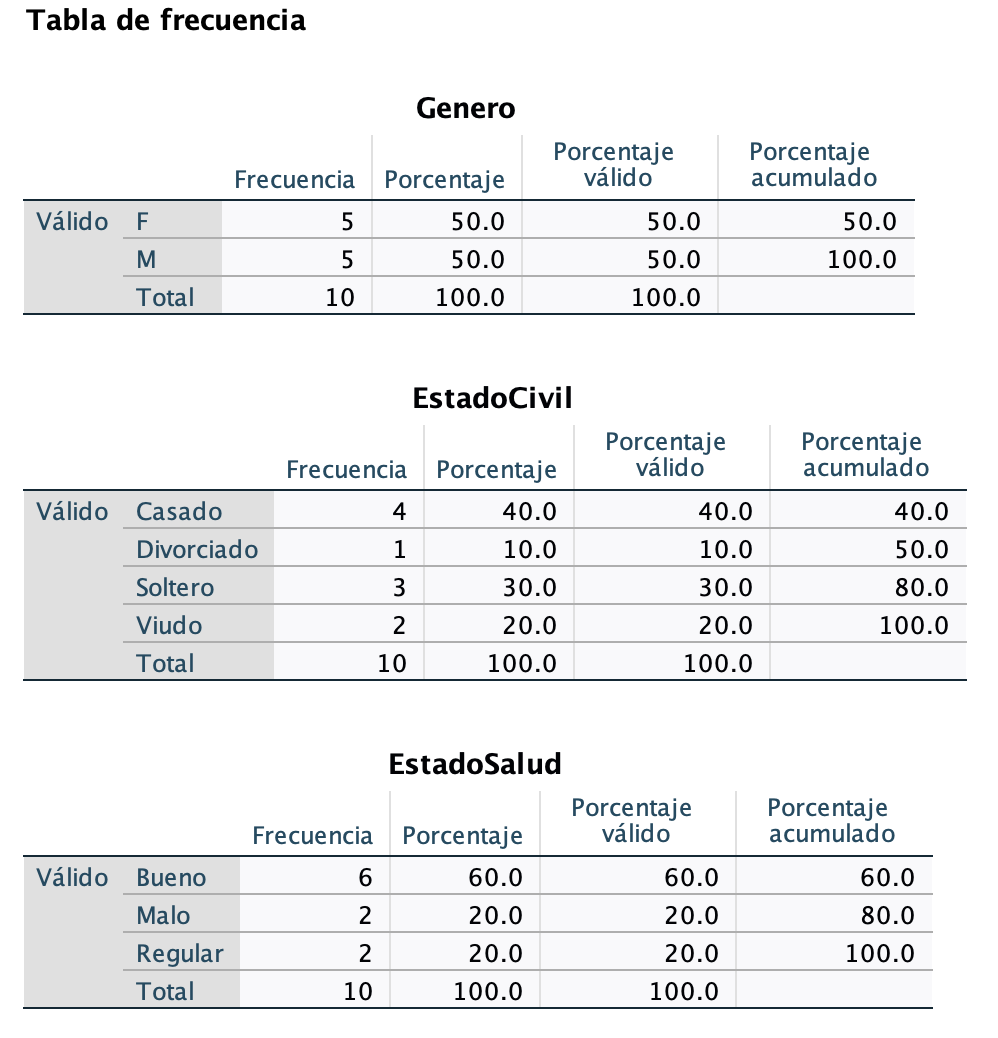 Tabla de frecuencia
Genero
Frecuencia Porcentaje Porcentaje válido Porcentaje acumulado
Válido F 5 50.0 50.0 50.0
M 5 50.0 50.0 100.0
Total 10 100.0 100.0
EstadoCivil
Frecuencia Porcentaje Porcentaje válido Porcentaje acumulado
Válido Casado 4 40.0 40.0 40.0
Divorciado 1 10.0 10.0 50.0
Soltero 3 30.0 30.0 80.0
Viudo 2 20.0 20.0 100.0
Total 10 100.0 100.0
EstadoSalud
Frecuencia Porcentaje Porcentaje válido Porcentaje acumulado
Válido Bueno 6 60.0 60.0 60.0
Malo 2 20.0 20.0 80.0
Regular 2 20.0 20.0 100.0
Total 10 100.0 100.0